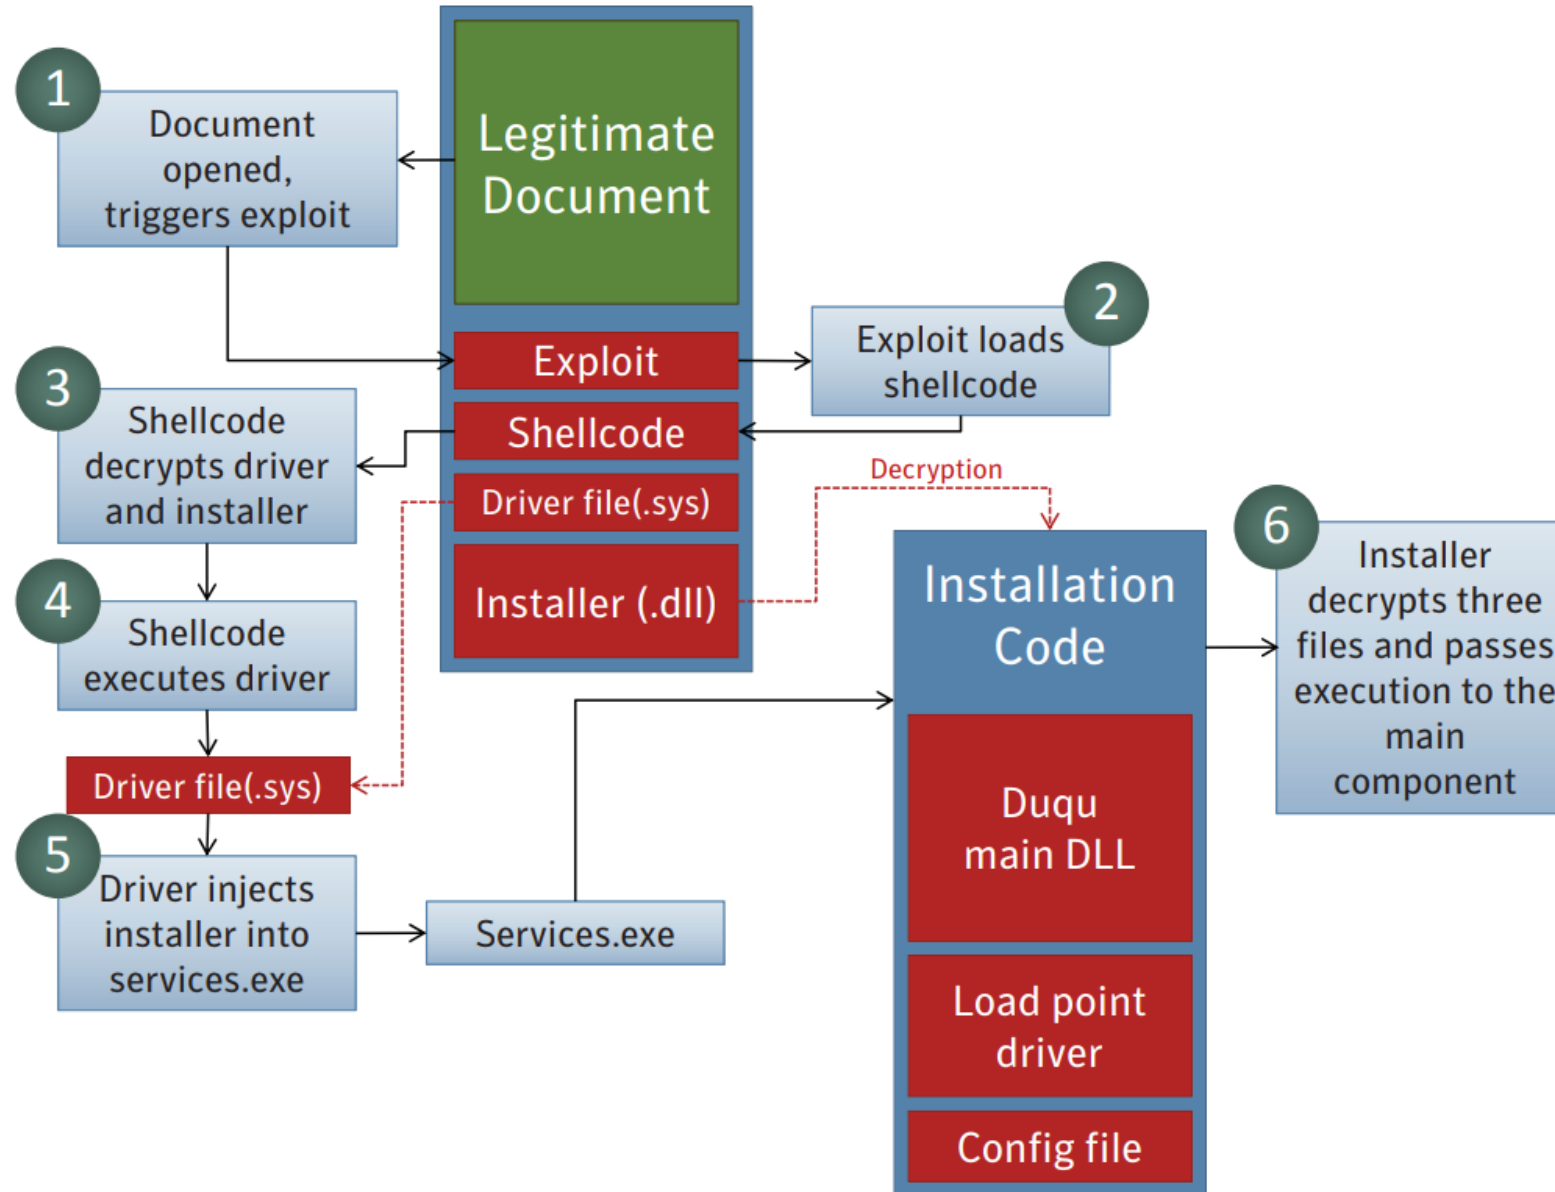 1
Document
opened,
triggers exploit
Legitimate
Document
Exploit
2
Exploit loads
shellcode
3
Shellcode
decrypts driver
and installer
Shellcode
Driver file(.sys)
Installer (.dll)
Decryption
4
Shellcode
executes driver
Driver file(.sys)
5
Driver injects
installer into
services.exe
Services.exe
Installation
Code
Duqu
main DLL
Load point
driver
Config file
6
Installer
decrypts three
files and passes
execution to the
main
component